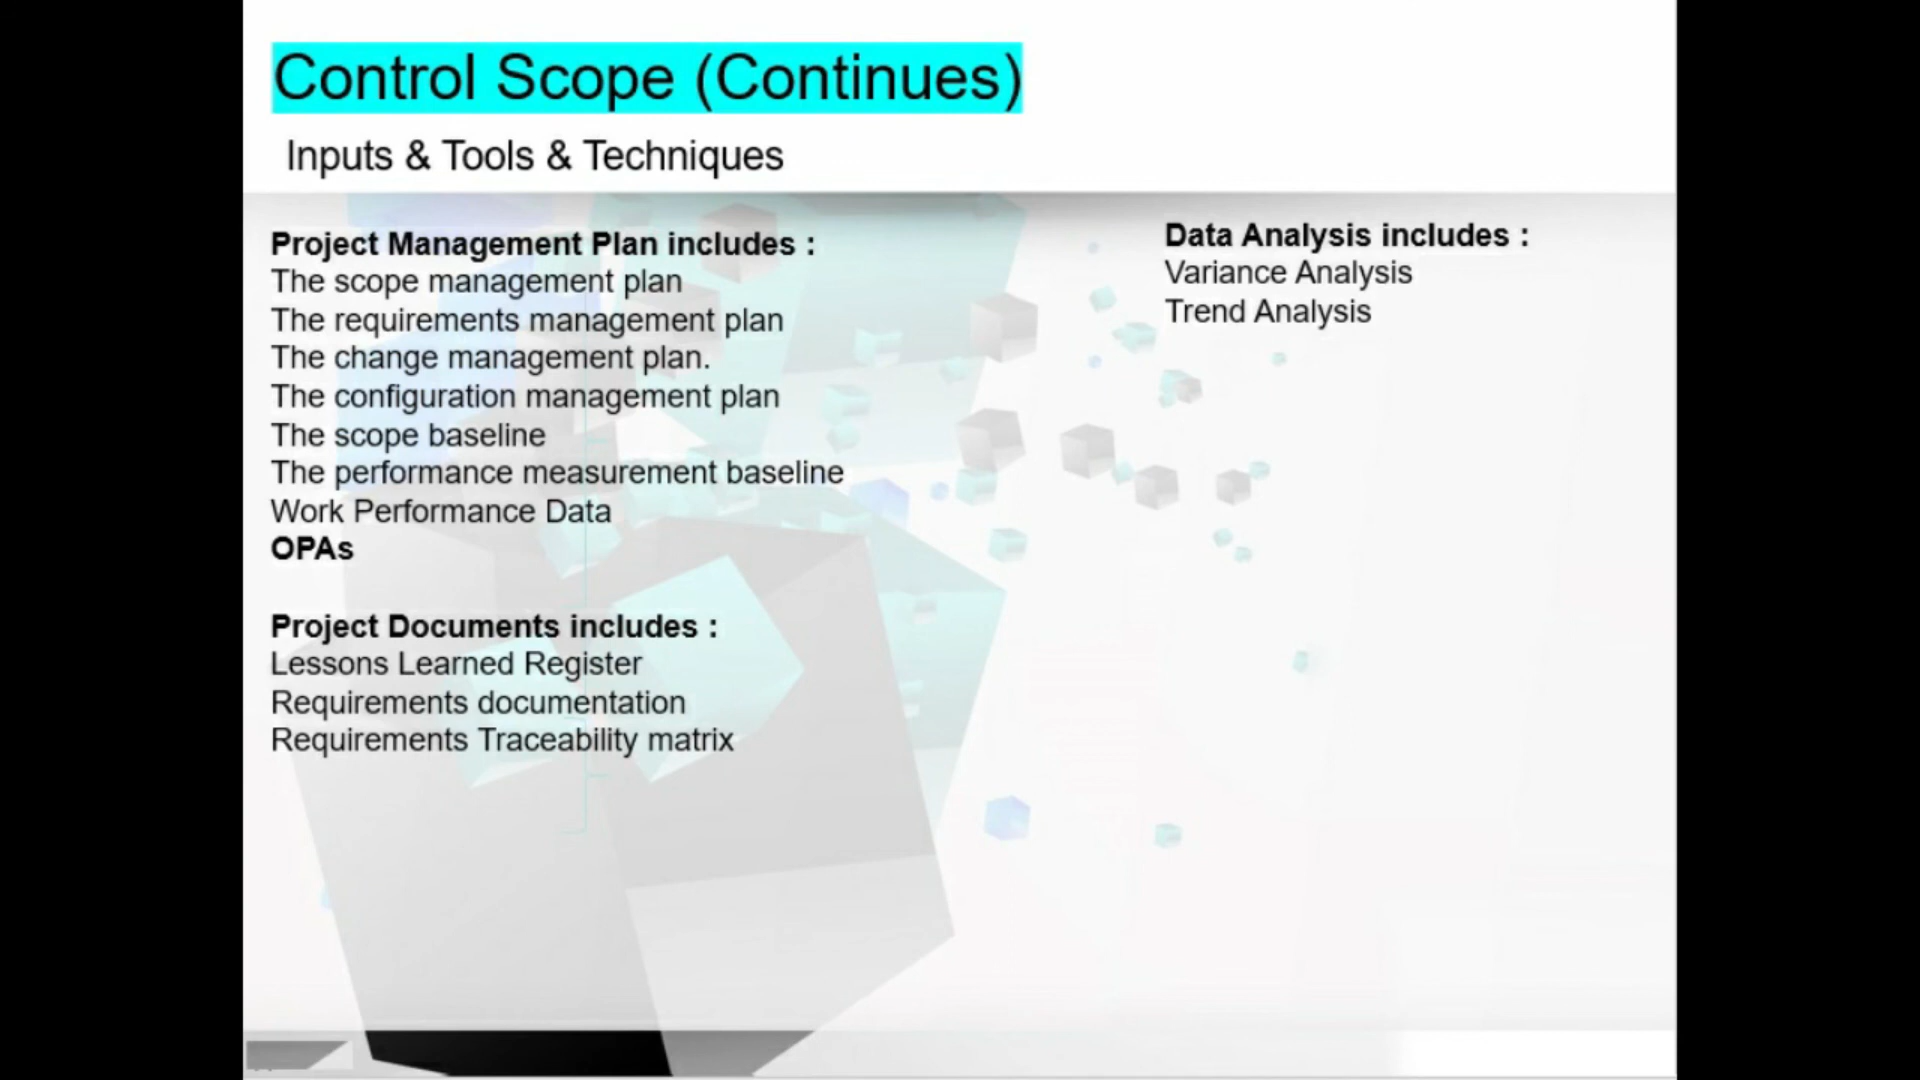 Control Scope (Continues)
Inputs & Tools & Techniques
Project Management Plan includes :
The scope management plan
The requirements management plan
The change management plan.
The configuration management plan
The scope baseline
The performance measurement baseline
Work Performance Data
OPAs
Project Documents includes :
Lessons Learned Register
Requirements documentation
Requirements Traceability matrix
Data Analysis includes :
Variance Analysis
Trend Analysis